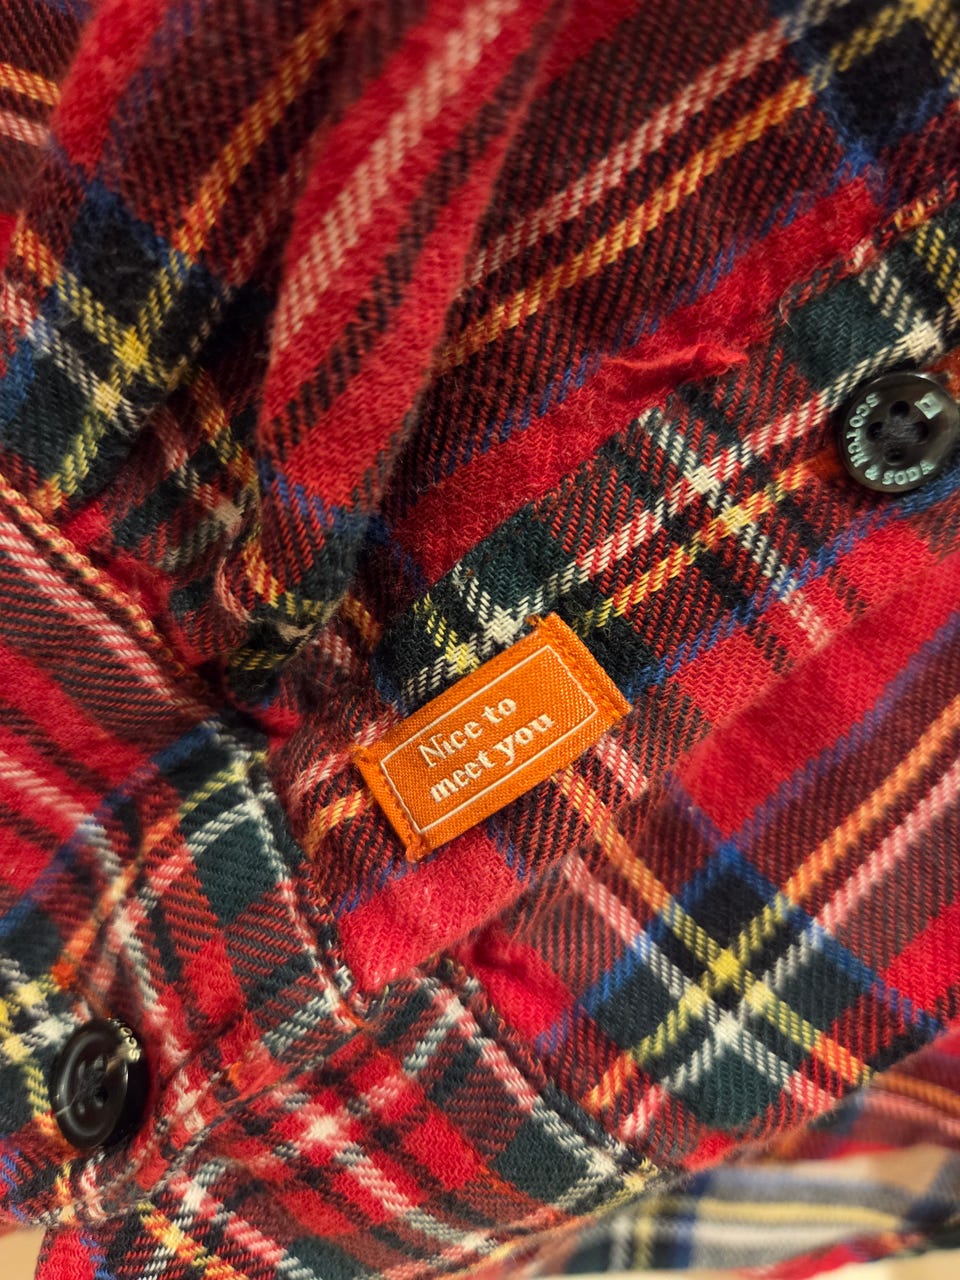 SCOTCH & SODA
Nice to
meet you